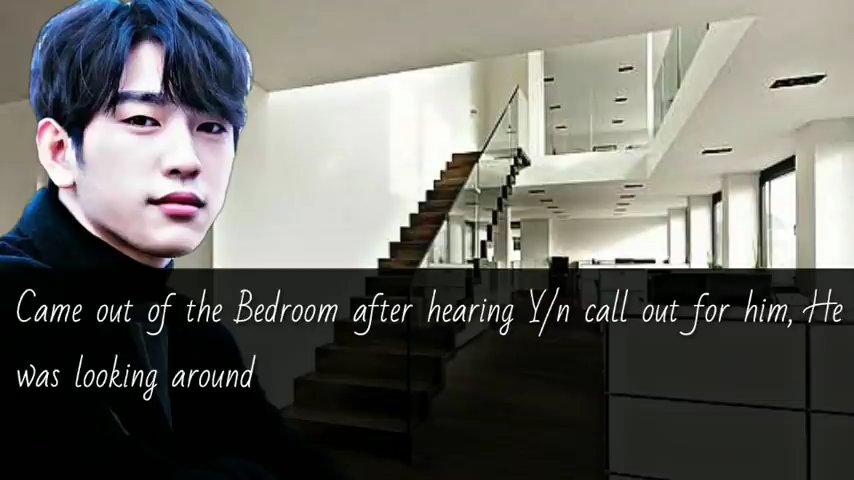 Came out of the Bedroom after hearing Y/n call out for him, He
was looking around